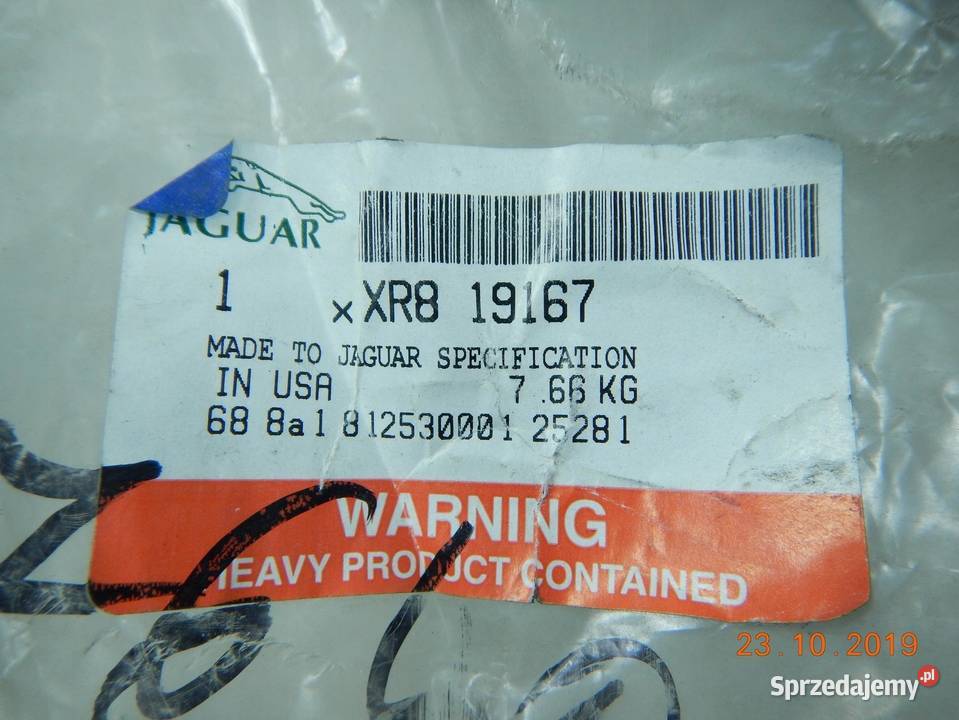 JAGUAR
1 x XR8 19167
MADE TO JAGUAR SPECIFICATION
IN USA 7.66 KG
68 8a1 812530001 25281
WARNING
HEAVY PRODUCT CONTAINED
23.10.2019
Sprzedajemy.pl